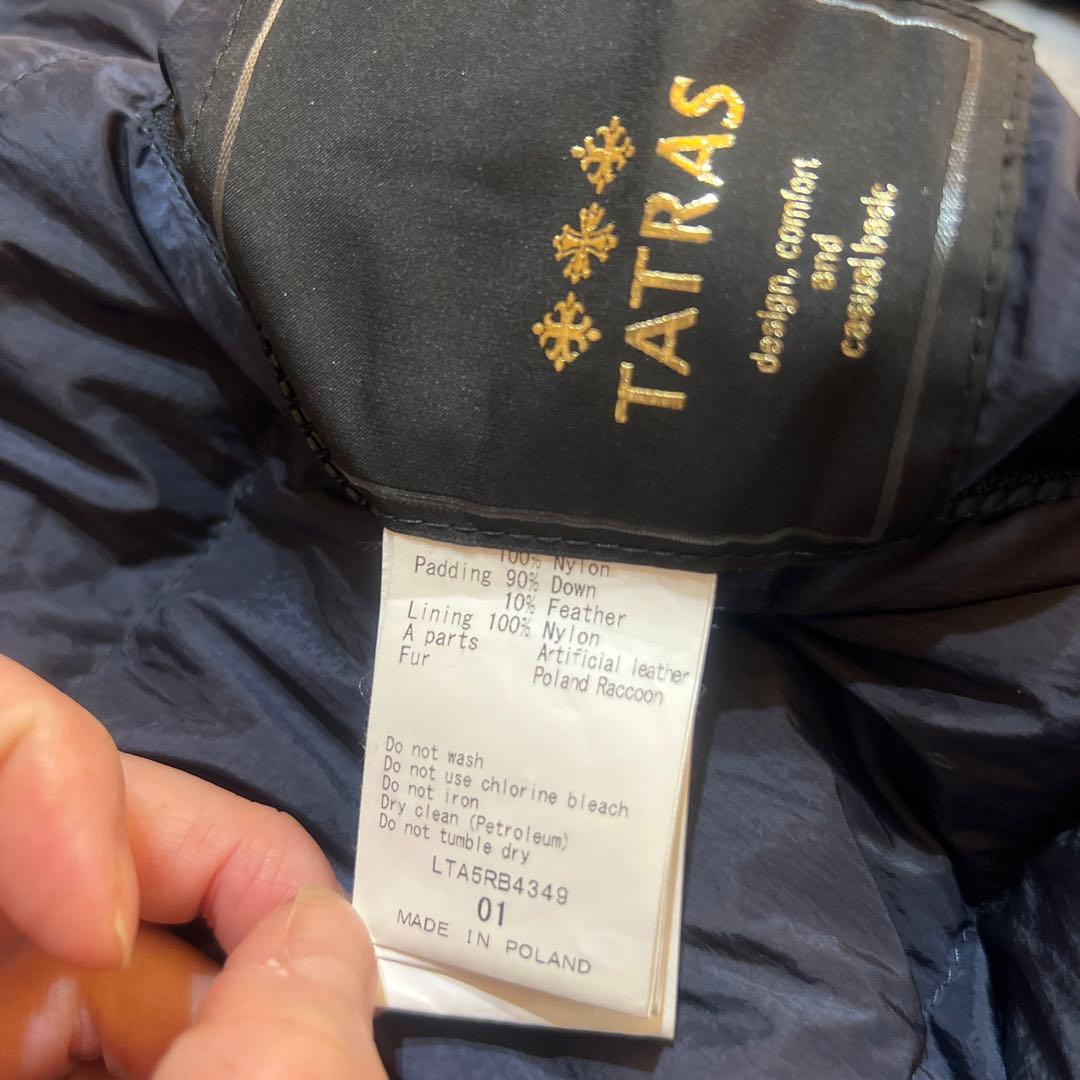 TATRAS
design, comfort
and
casual basic
100% Nylon
Padding 90% Down
10% Feather
Lining 100% Nylon
A parts Artificial leather
Fur Poland Raccoon
Do not wash
Do not use chlorine bleach
Do not iron
Dry clean (Petroleum)
Do not tumble dry
LTA5RB4349
01
MADE IN POLAND